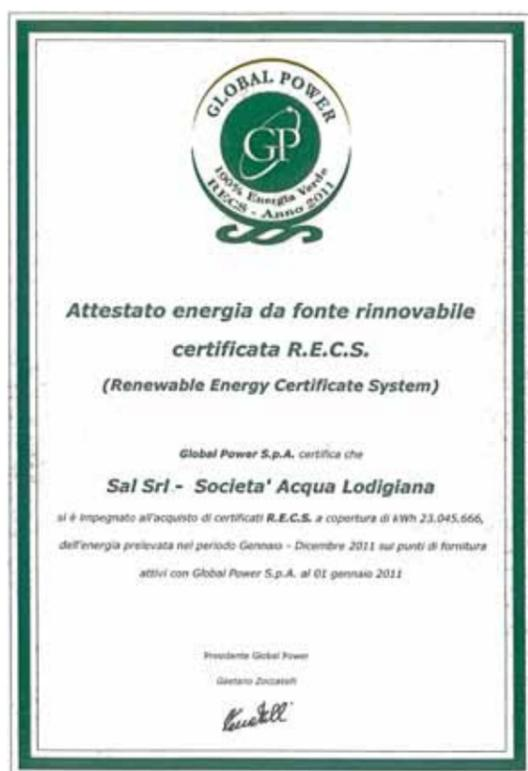 GLOBAL POWER
GP
100% Energia Verde
RECS - Anno 2011
Attestato energia da fonte rinnovabile
certificata R.E.C.S.
(Renewable Energy Certificate System)
Global Power S.p.A. certifica che
Sal Srl - Societa' Acqua Lodigiana
si è impegnato all'acquisto di certificati R.E.C.S. a copertura di kWh 23.045.666,
dell'energia prelevata nel periodo Gennaio - Dicembre 2011 sui punti di fornitura
attivi con Global Power S.p.A. al 01 gennaio 2011
Presidente Global Power
Gaetano Zoccatelli